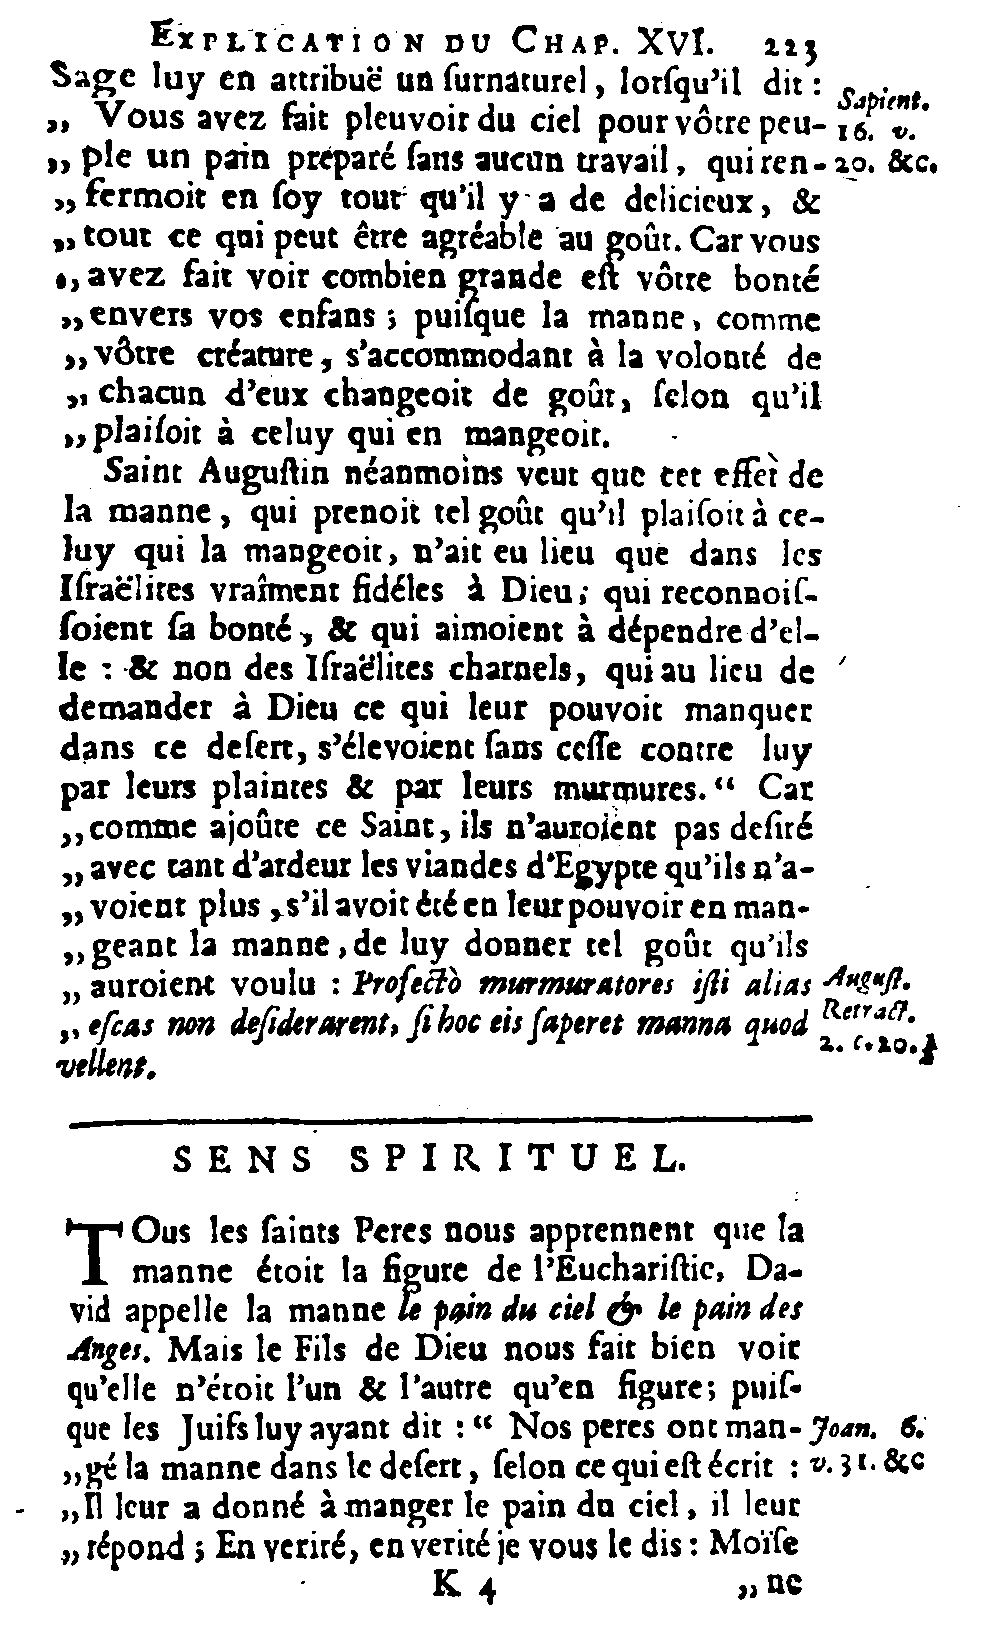 EXPLICATION DU CHAP. XVI. 223
Sage luy en attribuë un ſurnaturel, lorſqu'il dit :
„ Vous avez fait pleuvoir du ciel pour vôtre peu-
„ ple un pain préparé ſans aucun travail, qui ren-
„ fermoit en ſoy tout qu'il y a de delicieux, &
„ tout ce qui peut être agréable au goût. Car vous
„ avez fait voir combien grande eſt vôtre bonté
„ envers vos enfans ; puiſque la manne, comme
„ vôtre créature, s'accommodant à la volonté de
„ chacun d'eux changeoit de goût, ſelon qu'il
„ plaiſoit à celuy qui en mangeoit.
Sapient.
16. v.
20. &c.
Saint Auguſtin néanmoins veut que cet effet de
la manne, qui prenoit tel goût qu'il plaiſoit à ce-
luy qui la mangeoit, n'ait eu lieu que dans les
Iſraëlites vraîment fidéles à Dieu; qui reconnoiſ-
ſoient ſa bonté, & qui aimoient à dépendre d'el-
le : & non des Iſraëlites charnels, qui au lieu de
demander à Dieu ce qui leur pouvoit manquer
dans ce deſert, s'élevoient ſans ceſſe contre luy
par leurs plaintes & par leurs murmures. “ Car
„ comme ajoûte ce Saint, ils n'auroient pas deſiré
„ avec tant d'ardeur les viandes d'Egypte qu'ils n'a-
„ voient plus, s'il avoit été en leur pouvoir en man-
„ geant la manne, de luy donner tel goût qu'ils
„ auroient voulu : Profectò murmuratores iſti alias
„ eſcas non deſiderarent, ſi hoc eis ſaperet manna quod
vellent.
Auguſt.
Retract.
2. c. 20.
SENS SPIRITUEL.
TOus les ſaints Peres nous apprennent que la
manne étoit la figure de l'Euchariſtie, Da-
vid appelle la manne le pain du ciel & le pain des
Anges. Mais le Fils de Dieu nous fait bien voir
qu'elle n'étoit l'un & l'autre qu'en figure; puiſ-
que les Juifs luy ayant dit : “ Nos peres ont man-
„ gé la manne dans le deſert, ſelon ce qui eſt écrit :
„ Il leur a donné à manger le pain du ciel, il leur
„ répond ; En verité, en verité je vous le dis : Moïſe
Joan. 6.
v. 31. &c
K 4 „ ne